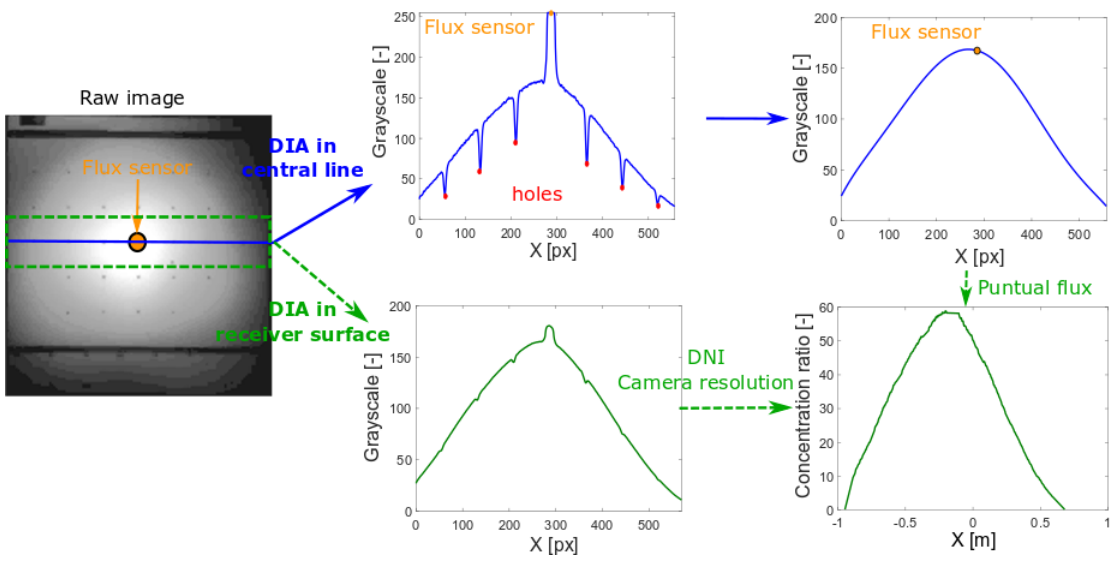 Raw image
Flux sensor
DIA in
central line
DIA in
receiver surface
Flux sensor
holes
Grayscale [-]
250
200
150
100
50
0
0 100 200 300 400 500
X [px]
Flux sensor
Grayscale [-]
200
150
100
50
0
0 100 200 300 400 500
X [px]
Puntual flux
Grayscale [-]
200
150
100
50
0
0 100 200 300 400 500
X [px]
DNI
Camera resolution
Concentration ratio [-]
60
50
40
30
20
10
0
-1 -0.5 0 0.5 1
X [m]